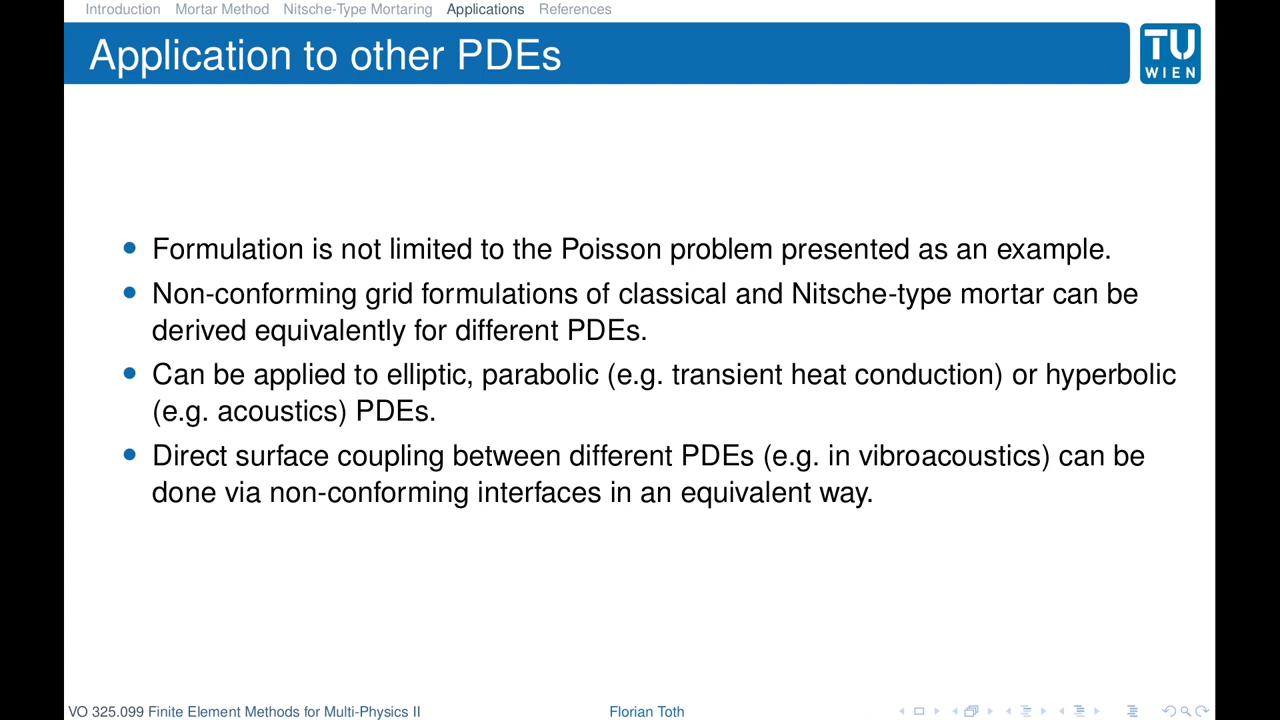 Introduction Mortar Method Nitsche-Type Mortaring Applications References
Application to other PDEs
TU
WIEN
• Formulation is not limited to the Poisson problem presented as an example.
• Non-conforming grid formulations of classical and Nitsche-type mortar can be
derived equivalently for different PDEs.
• Can be applied to elliptic, parabolic (e.g. transient heat conduction) or hyperbolic
(e.g. acoustics) PDEs.
• Direct surface coupling between different PDEs (e.g. in vibroacoustics) can be
done via non-conforming interfaces in an equivalent way.
VO 325.099 Finite Element Methods for Multi-Physics II Florian Toth